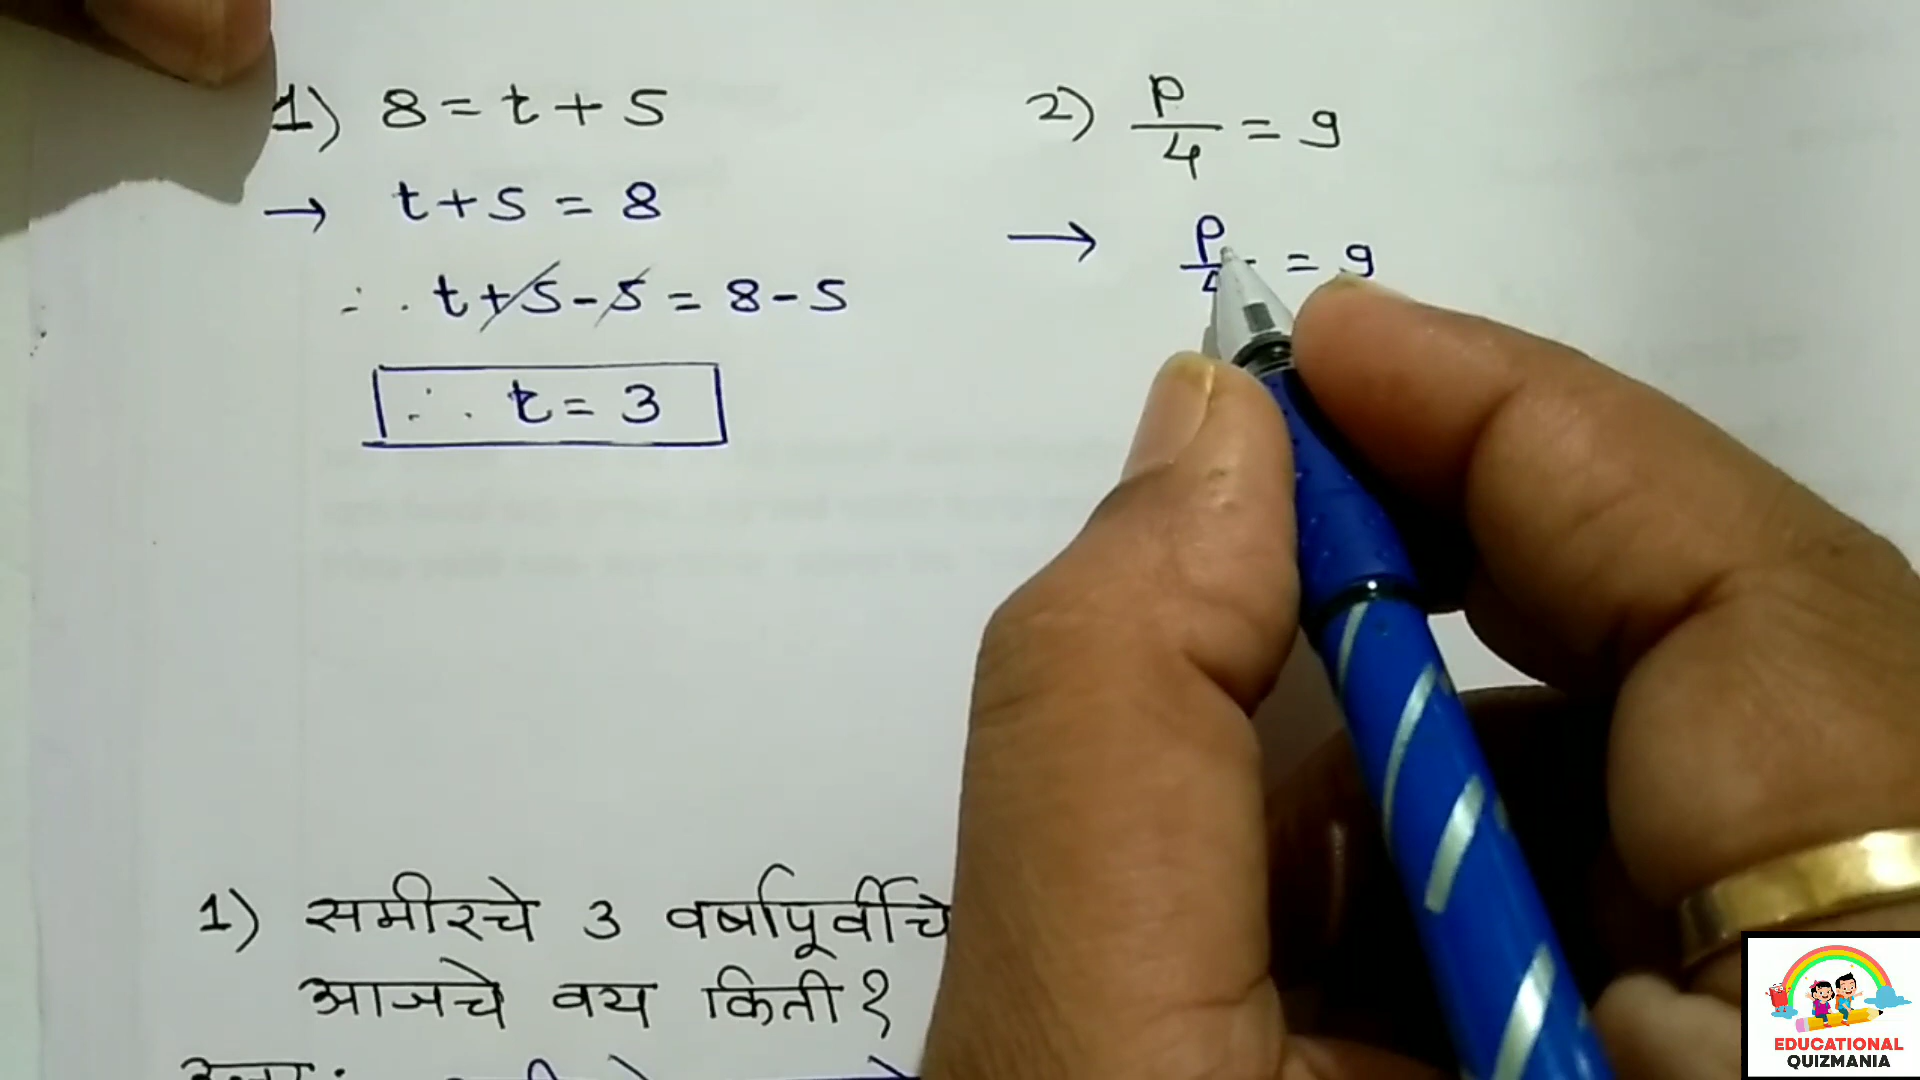 1) 8 = t + 5
→ t + 5 = 8
∴ t + 5 - 5 = 8 - 5
∴ t = 3
2) P/4 = 9
→ P/4 = 9
1) समीरचे 3 वर्षापूर्वीचे
आजचे वय किती?
EDUCATIONAL
QUIZMANIA